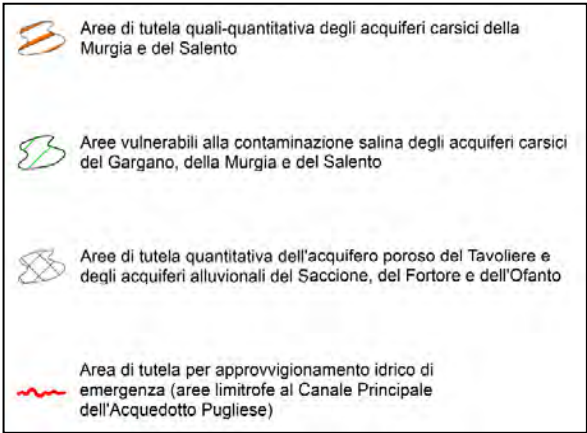 Aree di tutela quali-quantitativa degli acquiferi carsici della
Murgia e del Salento
Aree vulnerabili alla contaminazione salina degli acquiferi carsici
del Gargano, della Murgia e del Salento
Aree di tutela quantitativa dell'acquifero poroso del Tavoliere e
degli acquiferi alluvionali del Saccione, del Fortore e dell'Ofanto
Area di tutela per approvvigionamento idrico di
emergenza (aree limitrofe al Canale Principale
dell'Acquedotto Pugliese)